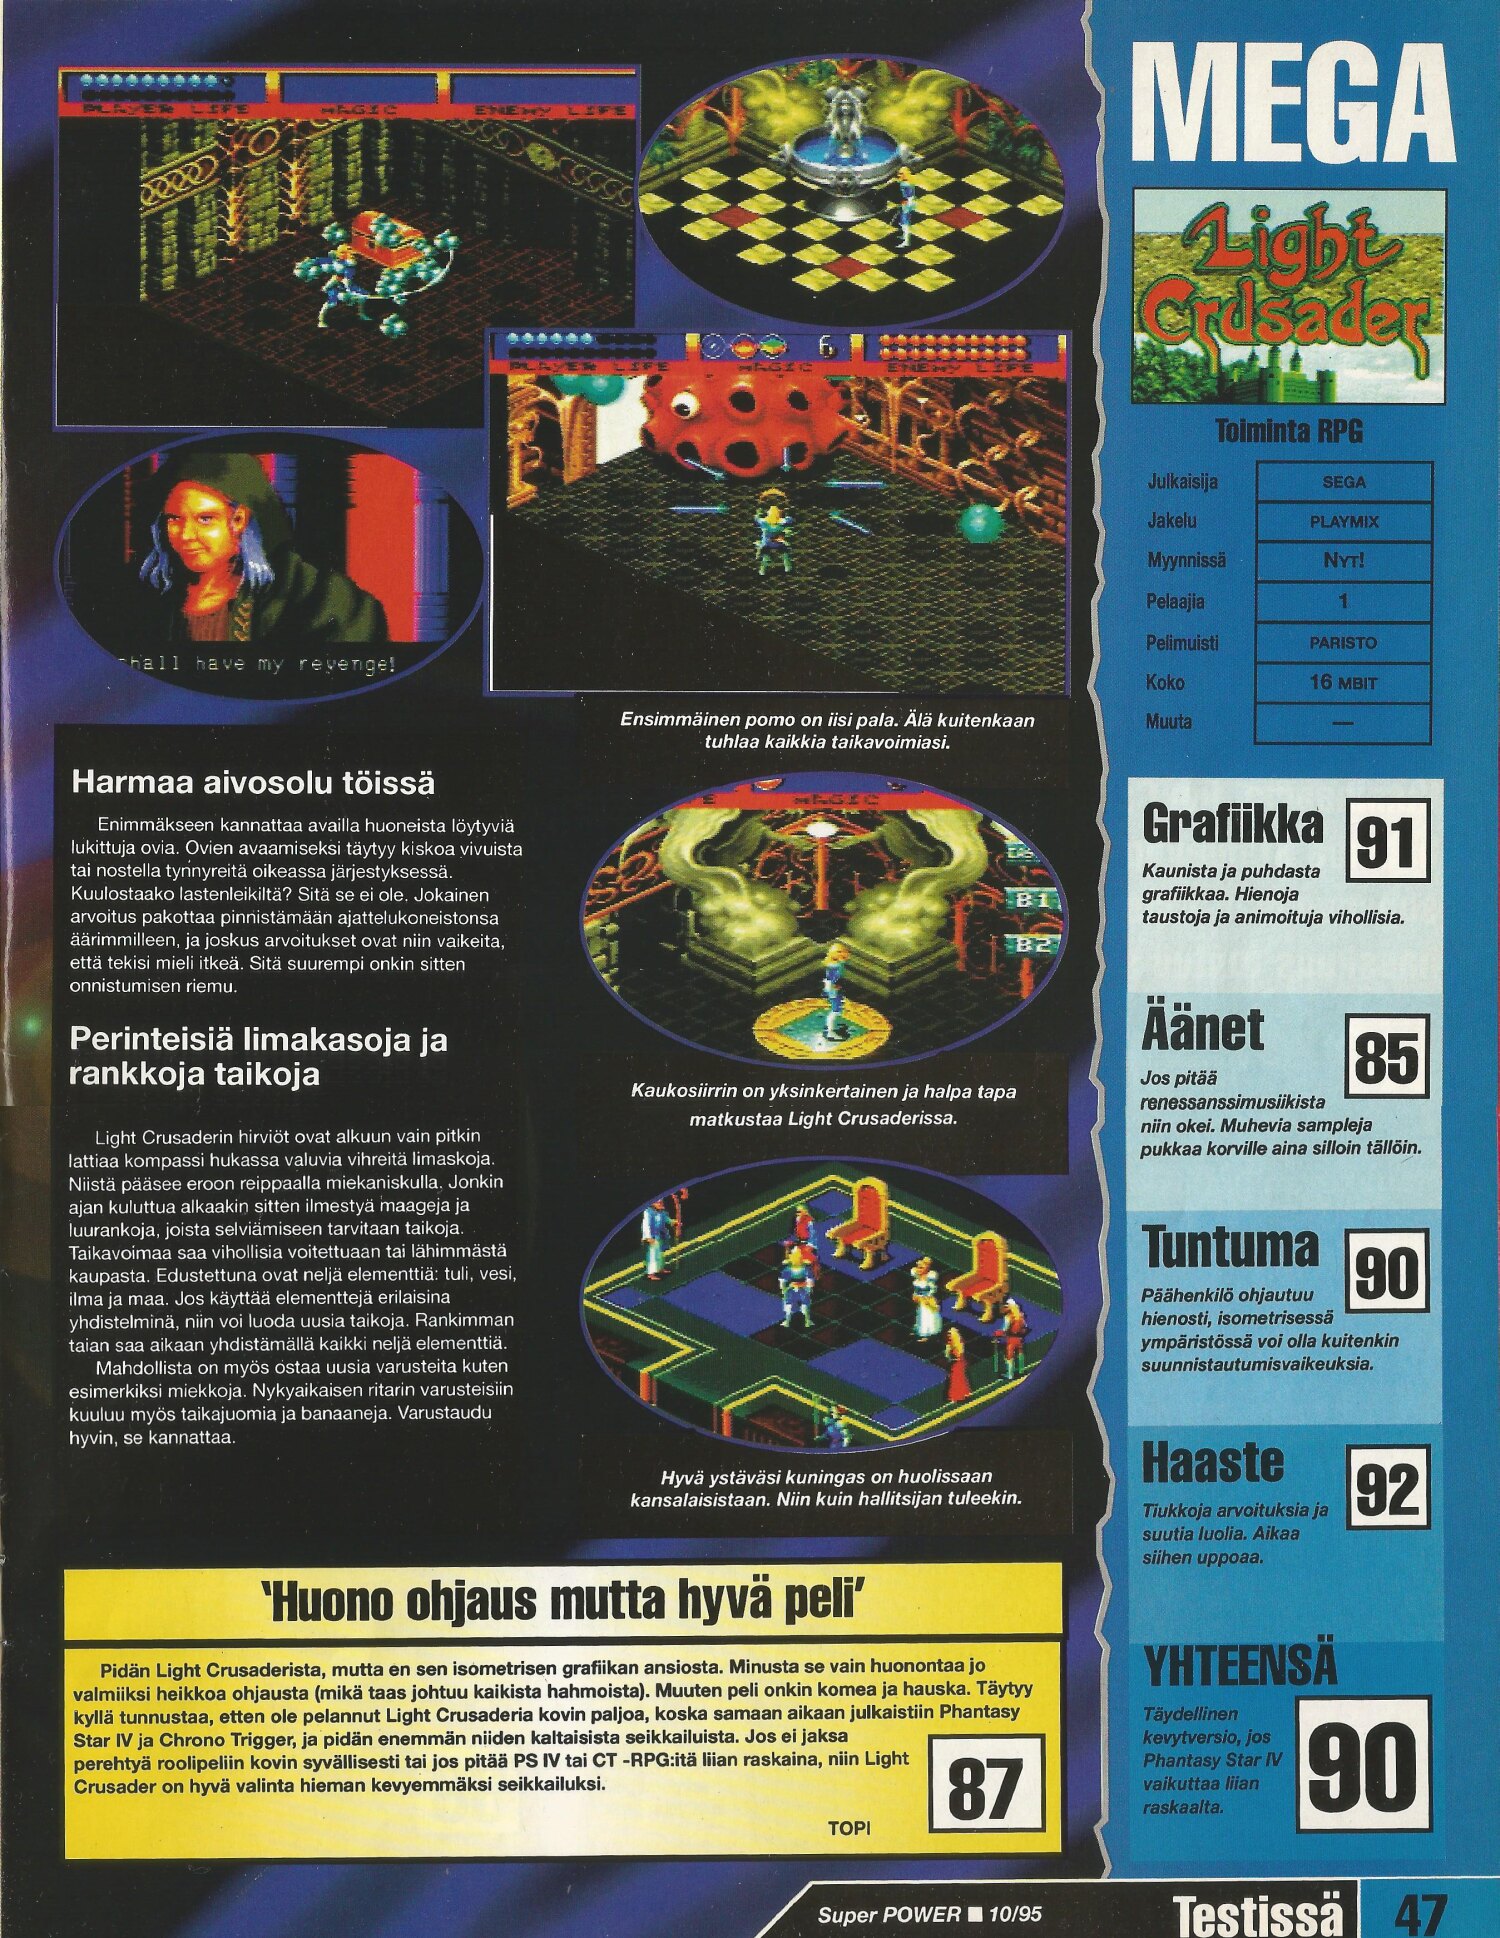 PLAYER LIFE
MAGIC
ENEMY LIFE
6
PLAYER LIFE
MAGIC
ENEMY LIFE
hall have my revenge!
Ensimmäinen pomo on iisi pala. Älä kuitenkaan
tuhlaa kaikkia taikavoimiasi.
Harmaa aivosolu töissä
Enimmäkseen kannattaa availla huoneista löytyviä
lukittuja ovia. Ovien avaamiseksi täytyy kiskoa vivuista
tai nostella tynnyreitä oikeassa järjestyksessä.
Kuulostaako lastenleikiltä? Sitä se ei ole. Jokainen
arvoitus pakottaa pinnistämään ajattelukoneistonsa
äärimmilleen, ja joskus arvoitukset ovat niin vaikeita,
että tekisi mieli itkeä. Sitä suurempi onkin sitten
onnistumisen riemu.
Perinteisiä limakasoja ja
rankkoja taikoja
Light Crusaderin hirviöt ovat alkuun vain pitkin
lattiaa kompassi hukassa valuvia vihreitä limaskoja.
Niistä pääsee eroon reippaalla miekaniskulla. Jonkin
ajan kuluttua alkaakin sitten ilmestyä maageja ja
luurankoja, joista selviämiseen tarvitaan taikoja.
Taikavoimaa saa vihollisia voitettuaan tai lähimmästä
kaupasta. Edustettuna ovat neljä elementtiä: tuli, vesi,
ilma ja maa. Jos käyttää elementtejä erilaisina
yhdistelminä, niin voi luoda uusia taikoja. Rankimman
taian saa aikaan yhdistämällä kaikki neljä elementtiä.
Mahdollista on myös ostaa uusia varusteita kuten
esimerkiksi miekkoja. Nykyaikaisen ritarin varusteisiin
kuuluu myös taikajuomia ja banaaneja. Varustaudu
hyvin, se kannattaa.
MAGIC
B1
B2
Kaukosiirrin on yksinkertainen ja halpa tapa
matkustaa Light Crusaderissa.
Hyvä ystäväsi kuningas on huolissaan
kansalaisistaan. Niin kuin hallitsijan tuleekin.
'Huono ohjaus mutta hyvä peli'
Pidän Light Crusaderista, mutta en sen isometrisen grafiikan ansiosta. Minusta se vain huonontaa jo
valmiiksi heikkoa ohjausta (mikä taas johtuu kaikista hahmoista). Muuten peli onkin komea ja hauska. Täytyy
kyllä tunnustaa, etten ole pelannut Light Crusaderia kovin paljoa, koska samaan aikaan julkaistiin Phantasy
Star IV ja Chrono Trigger, ja pidän enemmän niiden kaltaisista seikkailuista. Jos ei jaksa
perehtyä roolipeliin kovin syvällisesti tai jos pitää PS IV tai CT -RPG:itä liian raskaina, niin Light
Crusader on hyvä valinta hieman kevyemmäksi seikkailuksi.
TOPI
87
MEGA
Light
Crusader
Toiminta RPG
Julkaisija SEGA
Jakelu PLAYMIX
Myynnissä NYT!
Pelaajia 1
Pelimuisti PARISTO
Koko 16 MBIT
Muuta —
Grafiikka 91
Kaunista ja puhdasta
grafiikkaa. Hienoja
taustoja ja animoituja vihollisia.
Äänet 85
Jos pitää
renessanssimusiikista
niin okei. Muhevia sampleja
pukkaa korville aina silloin tällöin.
Tuntuma 90
Päähenkilö ohjautuu
hienosti, isometrisessä
ympäristössä voi olla kuitenkin
suunnistautumisvaikeuksia.
Haaste 92
Tiukkoja arvoituksia ja
suutia luolia. Aikaa
siihen uppoaa.
YHTEENSÄ
Täydellinen
kevytversio, jos
Phantasy Star IV
vaikuttaa liian
raskaalta.
90
Super POWER ■ 10/95
Testissä
47